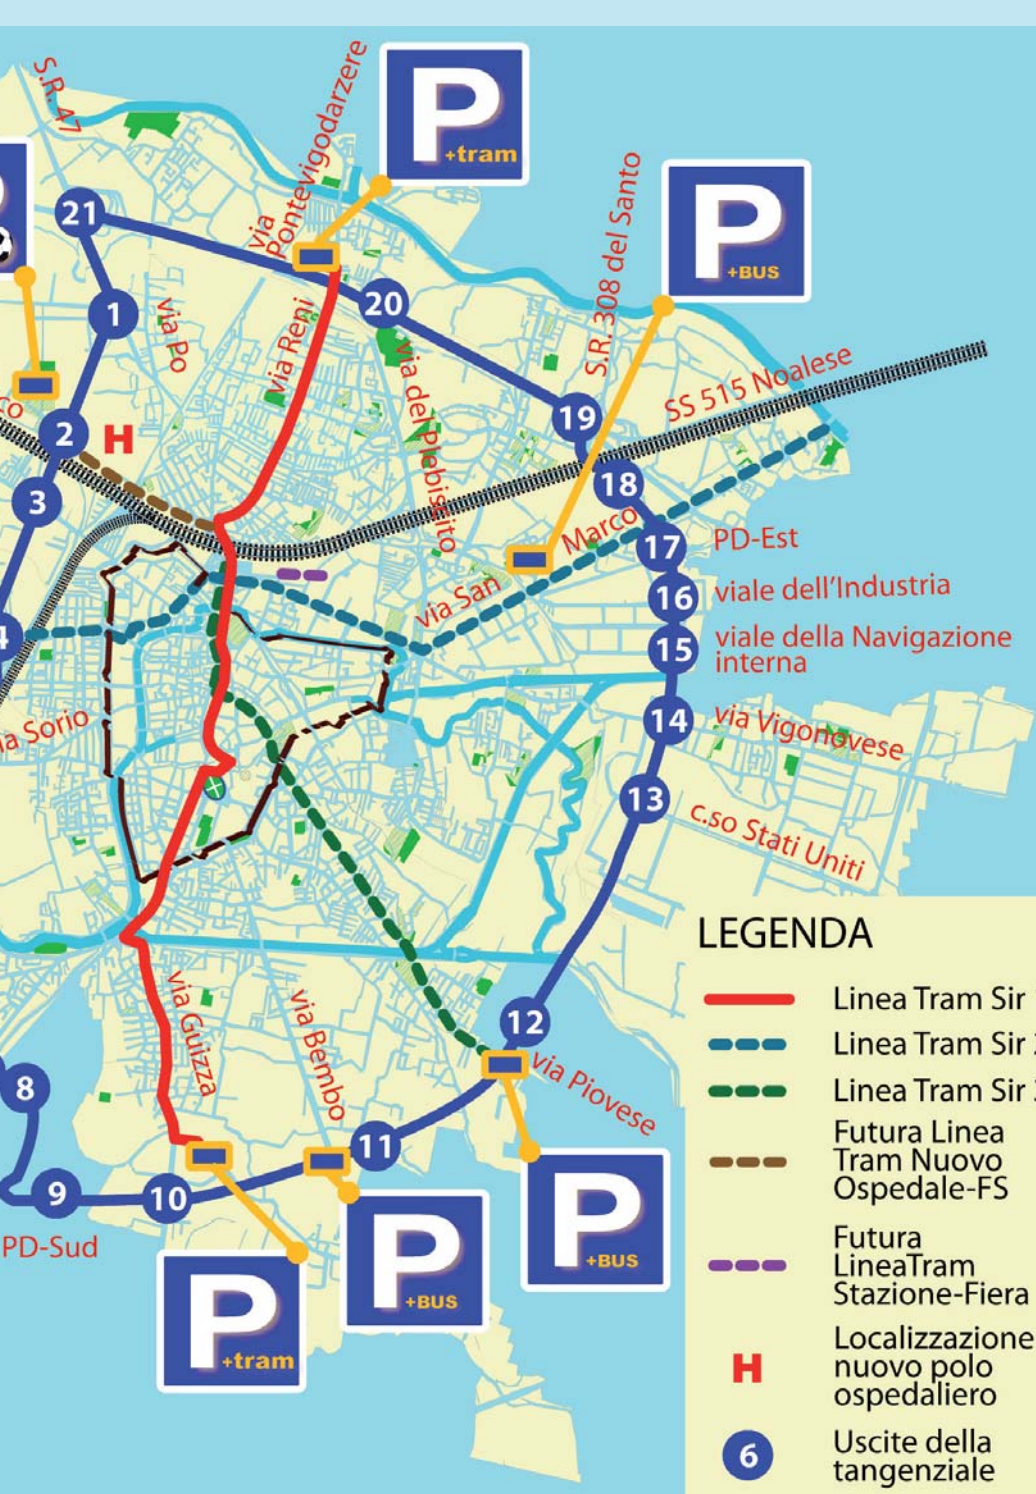 S.R. 47
via
Pontevigodarzere
P
+tram
S.R. 308 del Santo
P
+BUS
21
1
via Po
via Reni
20
via del Plebiscito
19
SS 515 Noalese
2
H
3
18
via San Marco
17
PD-Est
16
viale dell'Industria
15
viale della Navigazione
interna
4
14
via Vigonovese
13
c.so Stati Uniti
via Guizza
via Bembo
12
via Piovese
8
11
9
10
PD-Sud
P
+BUS
P
+BUS
P
+tram
LEGENDA
Linea Tram Sir
Linea Tram Sir
Linea Tram Sir
Futura Linea
Tram Nuovo
Ospedale-FS
Futura
LineaTram
Stazione-Fiera
H
Localizzazione
nuovo polo
ospedaliero
6
Uscite della
tangenziale